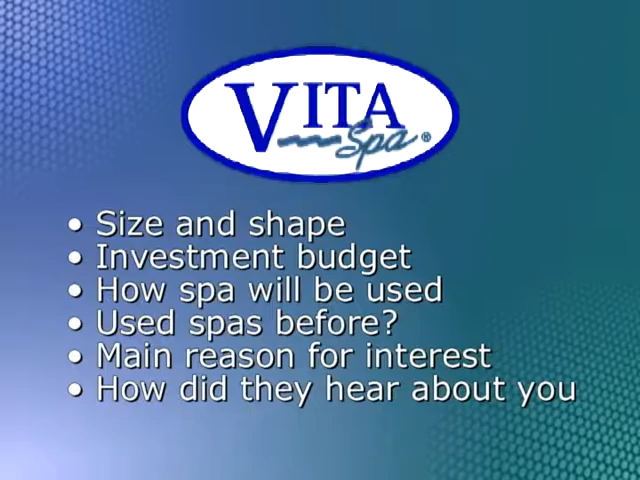 VITA
Spa®
• Size and shape
• Investment budget
• How spa will be used
• Used spas before?
• Main reason for interest
• How did they hear about you